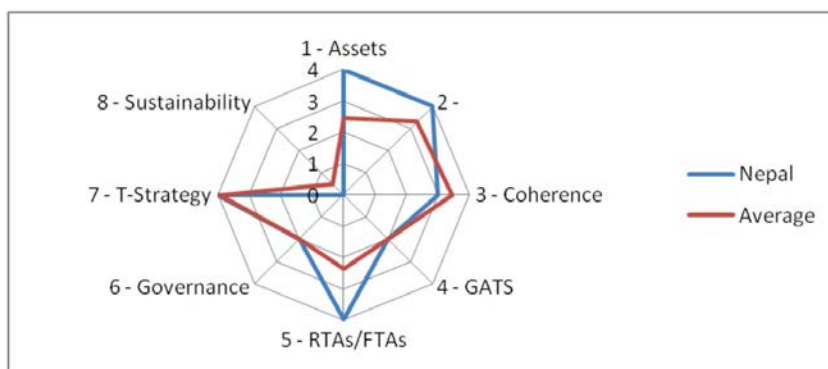 1 - Assets
4
8 - Sustainability
3
2 -
2
1
7 - T-Strategy
0
3 - Coherence
6 - Governance
4 - GATS
5 - RTAs/FTAs
Nepal
Average